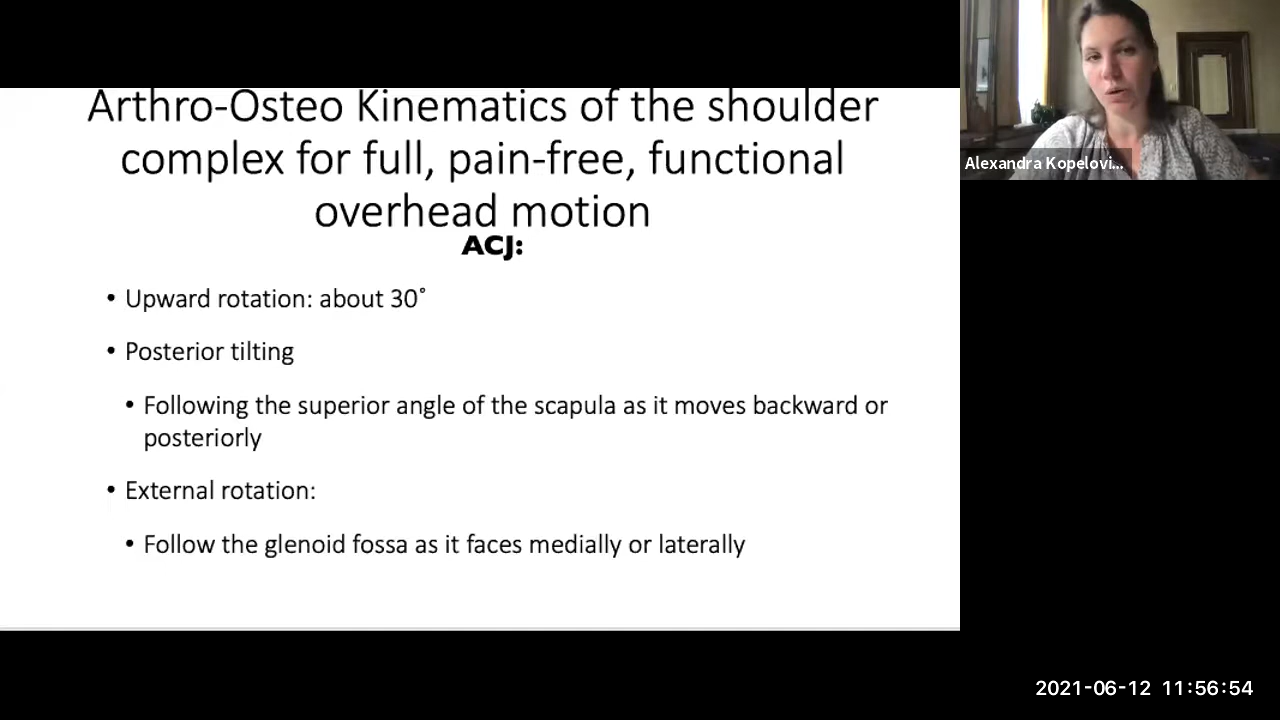 Arthro-Osteo Kinematics of the shoulder
complex for full, pain-free, functional
overhead motion
ACJ:
• Upward rotation: about 30˚
• Posterior tilting
• Following the superior angle of the scapula as it moves backward or
posteriorly
• External rotation:
• Follow the glenoid fossa as it faces medially or laterally
Alexandra Kopelovi...
2021-06-12 11:56:54